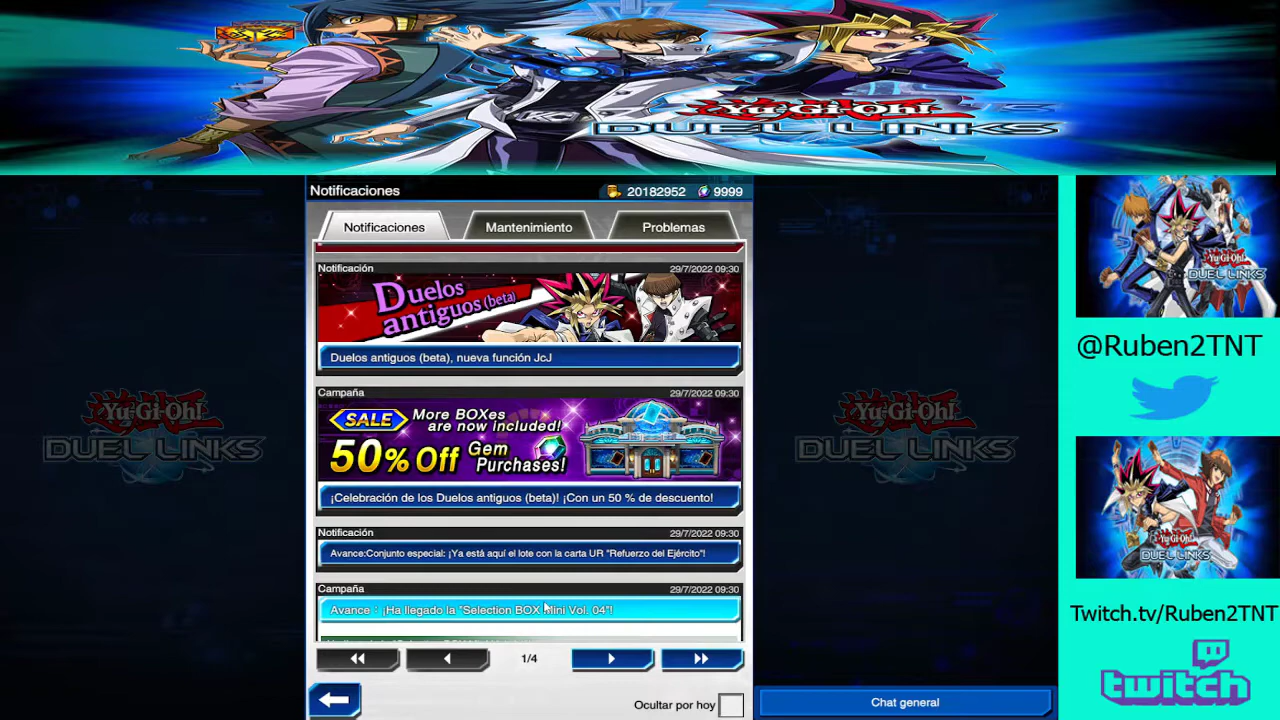 KC
Yu-Gi-Oh!
DUEL LINKS
Notificaciones
20182952
9999
Notificaciones
Mantenimiento
Problemas
Notificación
29/7/2022 09:30
Duelos
antiguos (beta)
Duelos antiguos (beta), nueva función JcJ
Campaña
29/7/2022 09:30
SALE
More BOXes
are now included!
50% Off
Gem
Purchases!
¡Celebración de los Duelos antiguos (beta)! ¡Con un 50 % de descuento!
Notificación
29/7/2022 09:30
Avance:Conjunto especial: ¡Ya está aquí el lote con la carta UR "Refuerzo del Ejército"!
Campaña
29/7/2022 09:30
Avance : ¡Ha llegado la "Selection BOX Mini Vol. 04"!
1/4
Ocultar por hoy
Chat general
Yu-Gi-Oh!
DUEL LINKS
Yu-Gi-Oh!
DUEL LINKS
Yu-Gi-Oh!
DUEL LINKS
@Ruben2TNT
Yu-Gi-Oh!
DUEL LINKS
Twitch.tv/Ruben2TNT
twitch